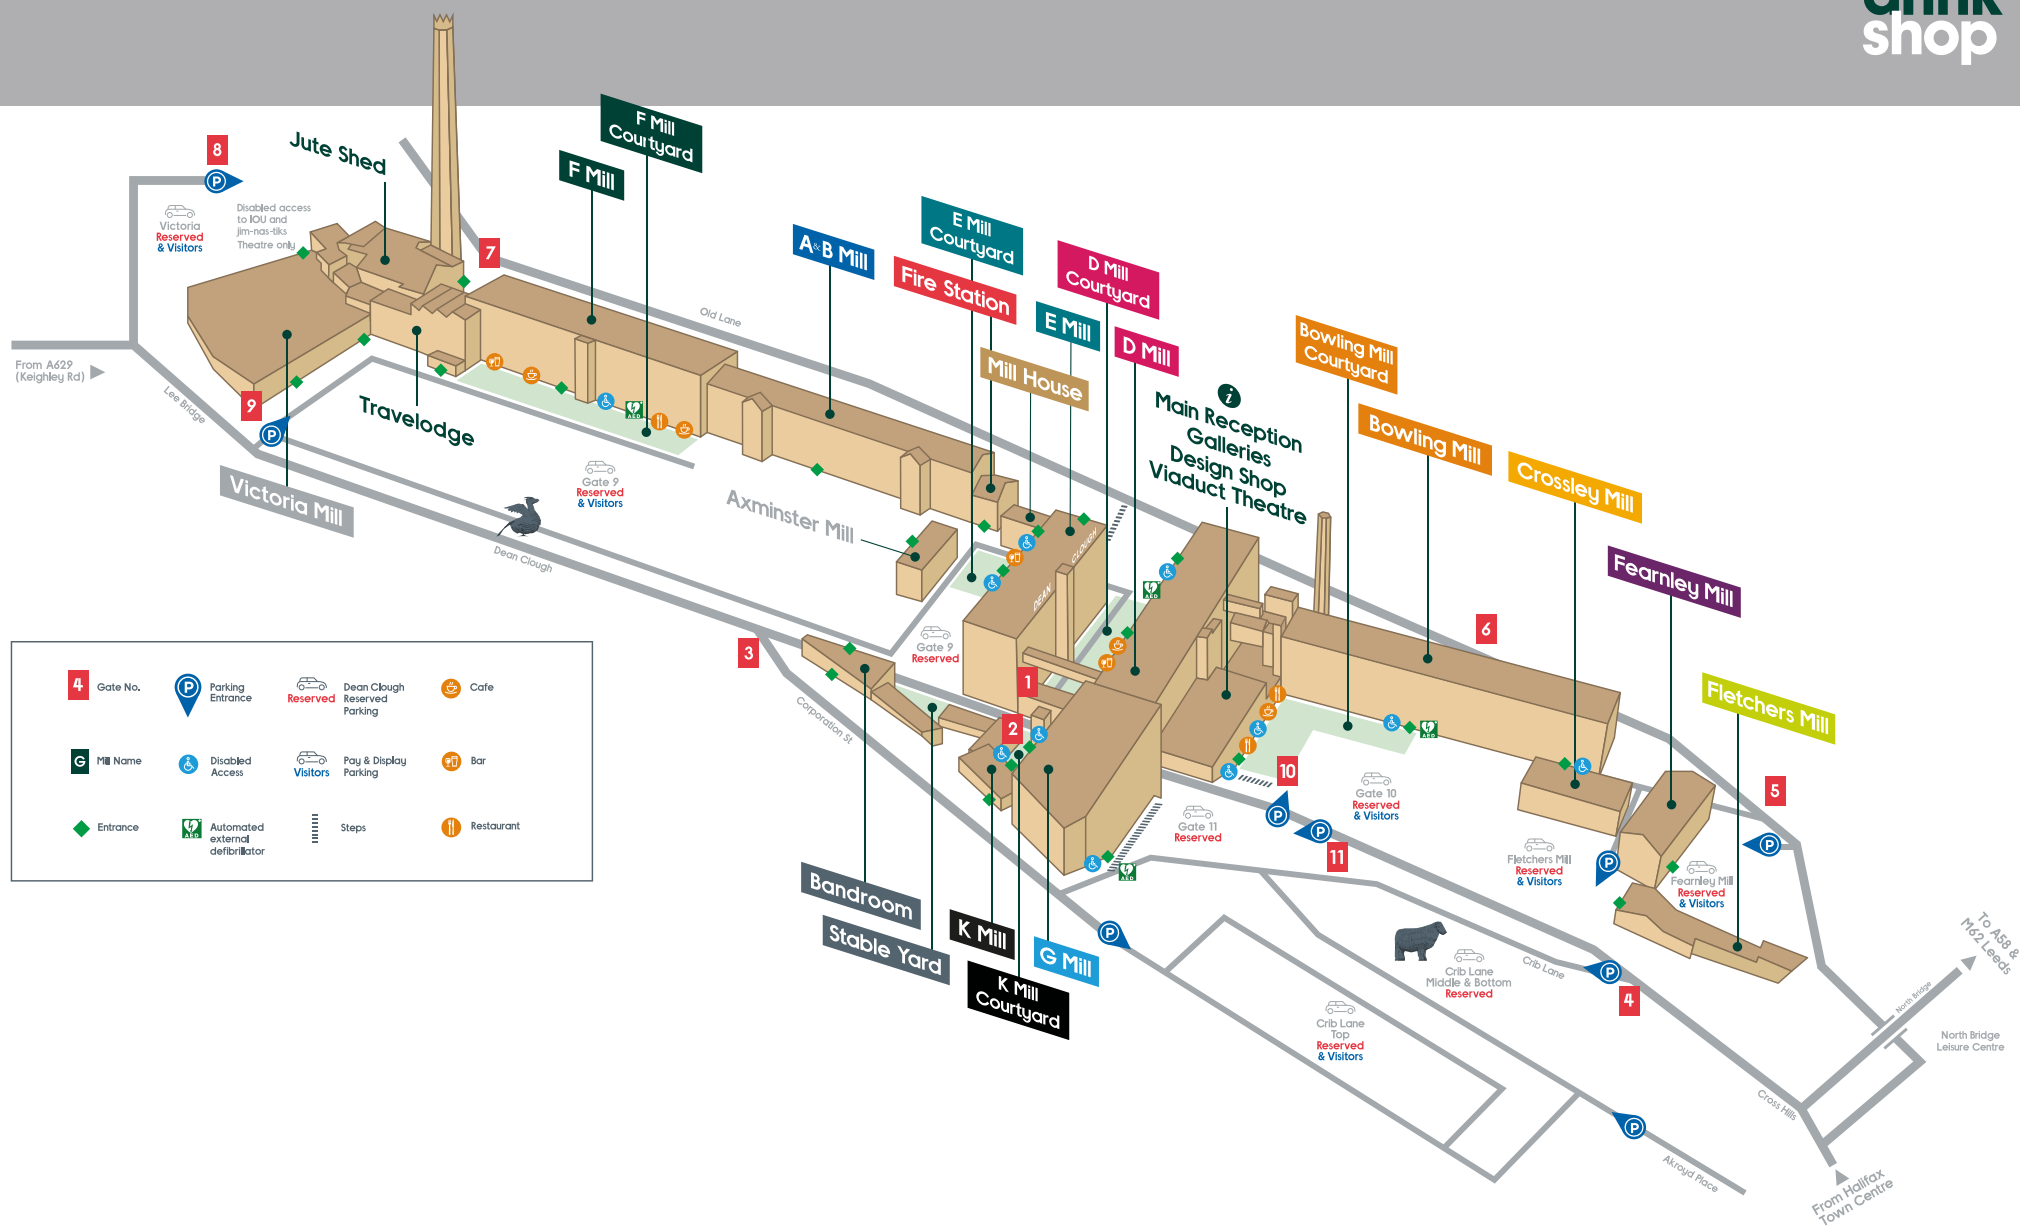 drink
shop
8
Jute Shed
F Mill
Courtyard
F Mill
Victoria
Reserved
& Visitors
Disabled access
to IOU and
jim-nas-tiks
Theatre only
7
A&B Mill
E Mill
Courtyard
Fire Station
D Mill
Courtyard
E Mill
D Mill
Mill House
Old Lane
Bowling Mill
Courtyard
Bowling Mill
i
Main Reception
Galleries
Design Shop
Viaduct Theatre
Crossley Mill
Fearnley Mill
Fletchers Mill
From A629
(Keighley Rd)
Lee Bridge
9
P
Travelodge
Victoria Mill
Gate 9
Reserved
& Visitors
Axminster Mill
Dean Clough
DEAN
CLOUGH
Gate 9
Reserved
3
Corporation St
1
2
6
5
10
Gate 10
Reserved
& Visitors
Gate 11
Reserved
11
Fletchers Mill
Reserved
& Visitors
Fearnley Mill
Reserved
& Visitors
4
Gate No.
P
Parking
Entrance
Reserved
Dean Clough
Reserved
Parking
Cafe
G
Mill Name
Disabled
Access
Visitors
Pay & Display
Parking
Bar
Entrance
AED
Automated
external
defibrillator
Steps
Restaurant
Bandroom
Stable Yard
K Mill
K Mill
Courtyard
G Mill
Crib Lane
Middle & Bottom
Reserved
Crib Lane
4
Crib Lane
Top
Reserved
& Visitors
To A58 &
M62 Leeds
North Bridge
North Bridge
Leisure Centre
Cross Hills
Akroyd Place
From Halifax
Town Centre